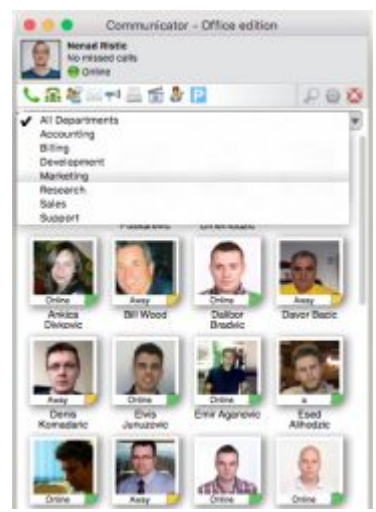 Communicator - Office edition
Nenad Ristic
No missed calls
Online
P
All Departments
Accounting
Billing
Development
Marketing
Research
Sales
Support
Online
Away
Online
Away
Ankica
Divkovic
Bill Wood
Dalibor
Bradvic
Davor Bazic
Away
Online
Online
Denis
Komadaric
Elvis
Junuzovic
Emir Aganovic
Esed
Alihodzic
Online
Away
Online
Online